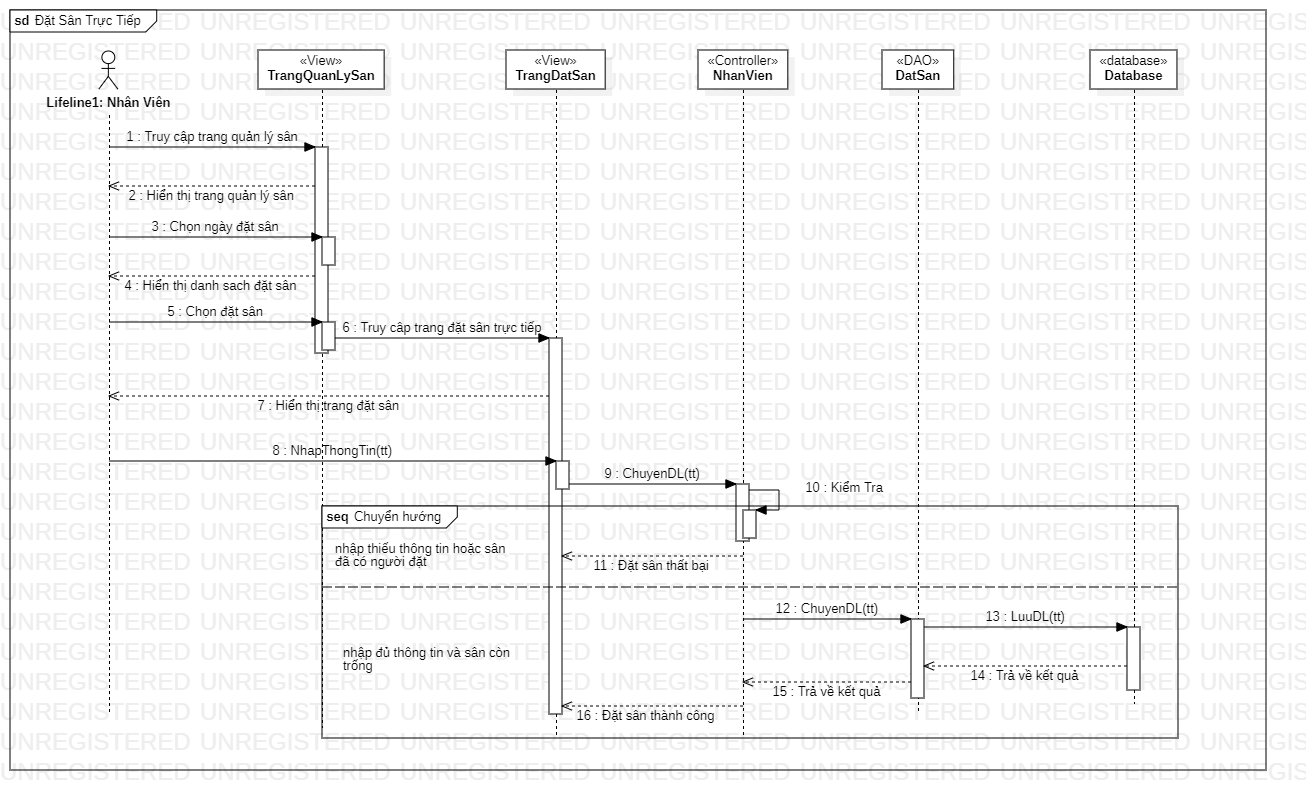 sd Đặt Sân Trực Tiếp
«View»
TrangQuanLySan
«View»
TrangDatSan
«Controller»
NhanVien
«DAO»
DatSan
«database»
Database
Lifeline1: Nhân Viên
1 : Truy cập trang quản lý sân
2 : Hiển thị trang quản lý sân
3 : Chọn ngày đặt sân
4 : Hiển thị danh sach đặt sân
5 : Chọn đặt sân
6 : Truy câp trang đặt sân trực tiếp
7 : Hiển thị trang đặt sân
8 : NhapThongTin(tt)
9 : ChuyenDL(tt)
10 : Kiểm Tra
seq Chuyển hướng
nhập thiếu thông tin hoặc sân
đã có người đặt
11 : Đặt sân thất bại
12 : ChuyenDL(tt)
13 : LuuDL(tt)
nhập đủ thông tin và sân còn
trống
14 : Trả về kết quả
15 : Trả về kết quả
16 : Đặt sân thành công
UNREGISTERED